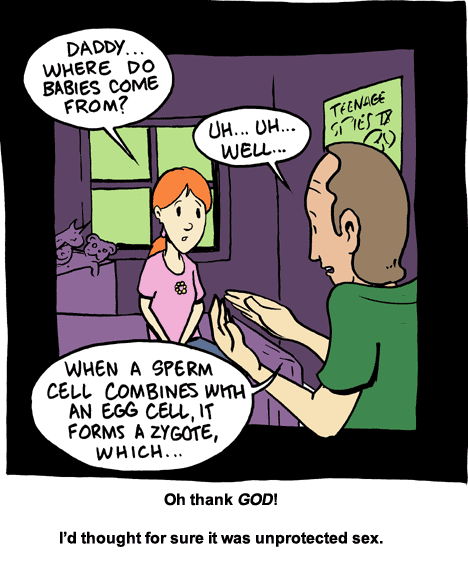 DADDY...
WHERE DO
BABIES COME
FROM?
UH... UH...
WELL...
TEENAGE
WHEN A SPERM
CELL COMBINES WITH
AN EGG CELL, IT
FORMS A ZYGOTE,
WHICH...
Oh thank GOD!
I'd thought for sure it was unprotected sex.